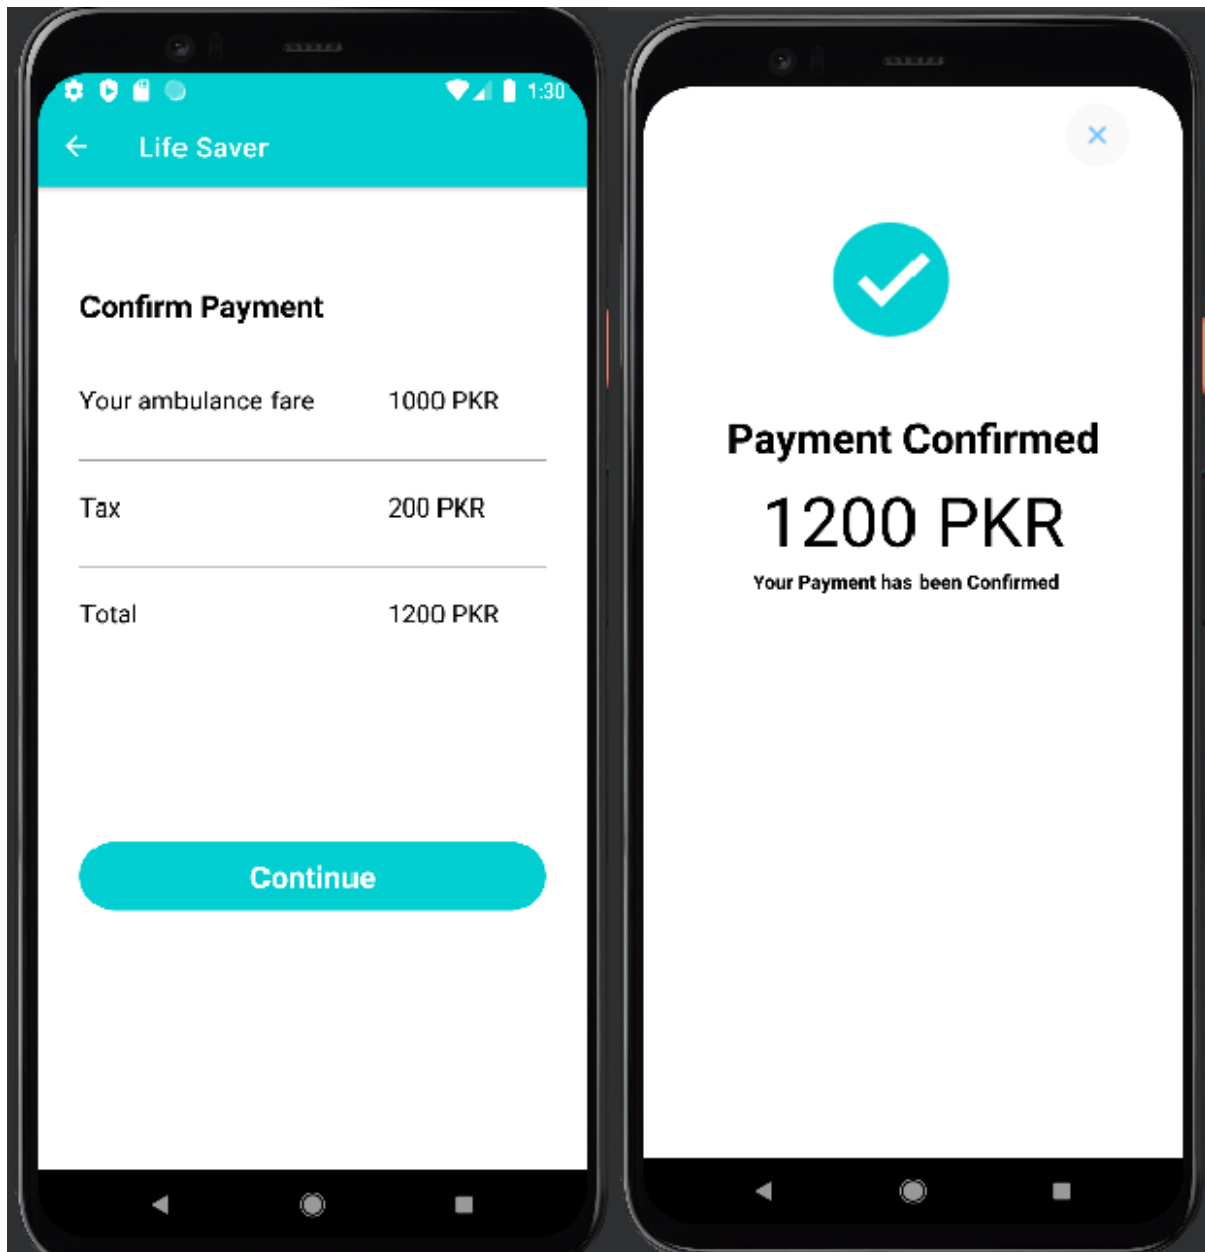 1:30
Life Saver
Confirm Payment
Your ambulance fare 1000 PKR
Tax 200 PKR
Total 1200 PKR
Continue
Payment Confirmed
1200 PKR
Your Payment has been Confirmed